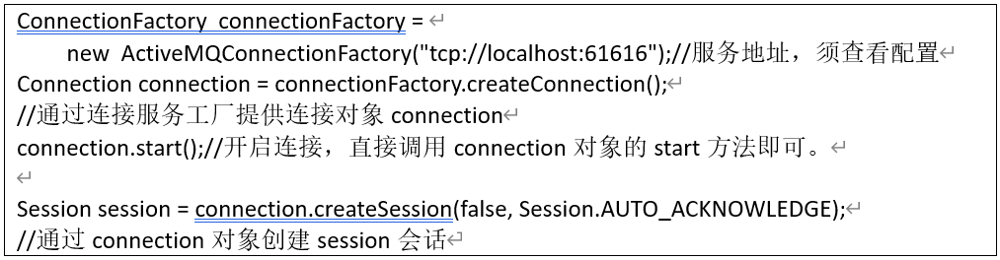 ConnectionFactory connectionFactory = ↵
new ActiveMQConnectionFactory("tcp://localhost:61616");//服务地址，须查看配置↵
Connection connection = connectionFactory.createConnection();↵
//通过连接服务工厂提供连接对象 connection↵
connection.start();//开启连接，直接调用 connection 对象的 start 方法即可。↵
↵
Session session = connection.createSession(false, Session.AUTO_ACKNOWLEDGE);↵
//通过 connection 对象创建 session 会话↵